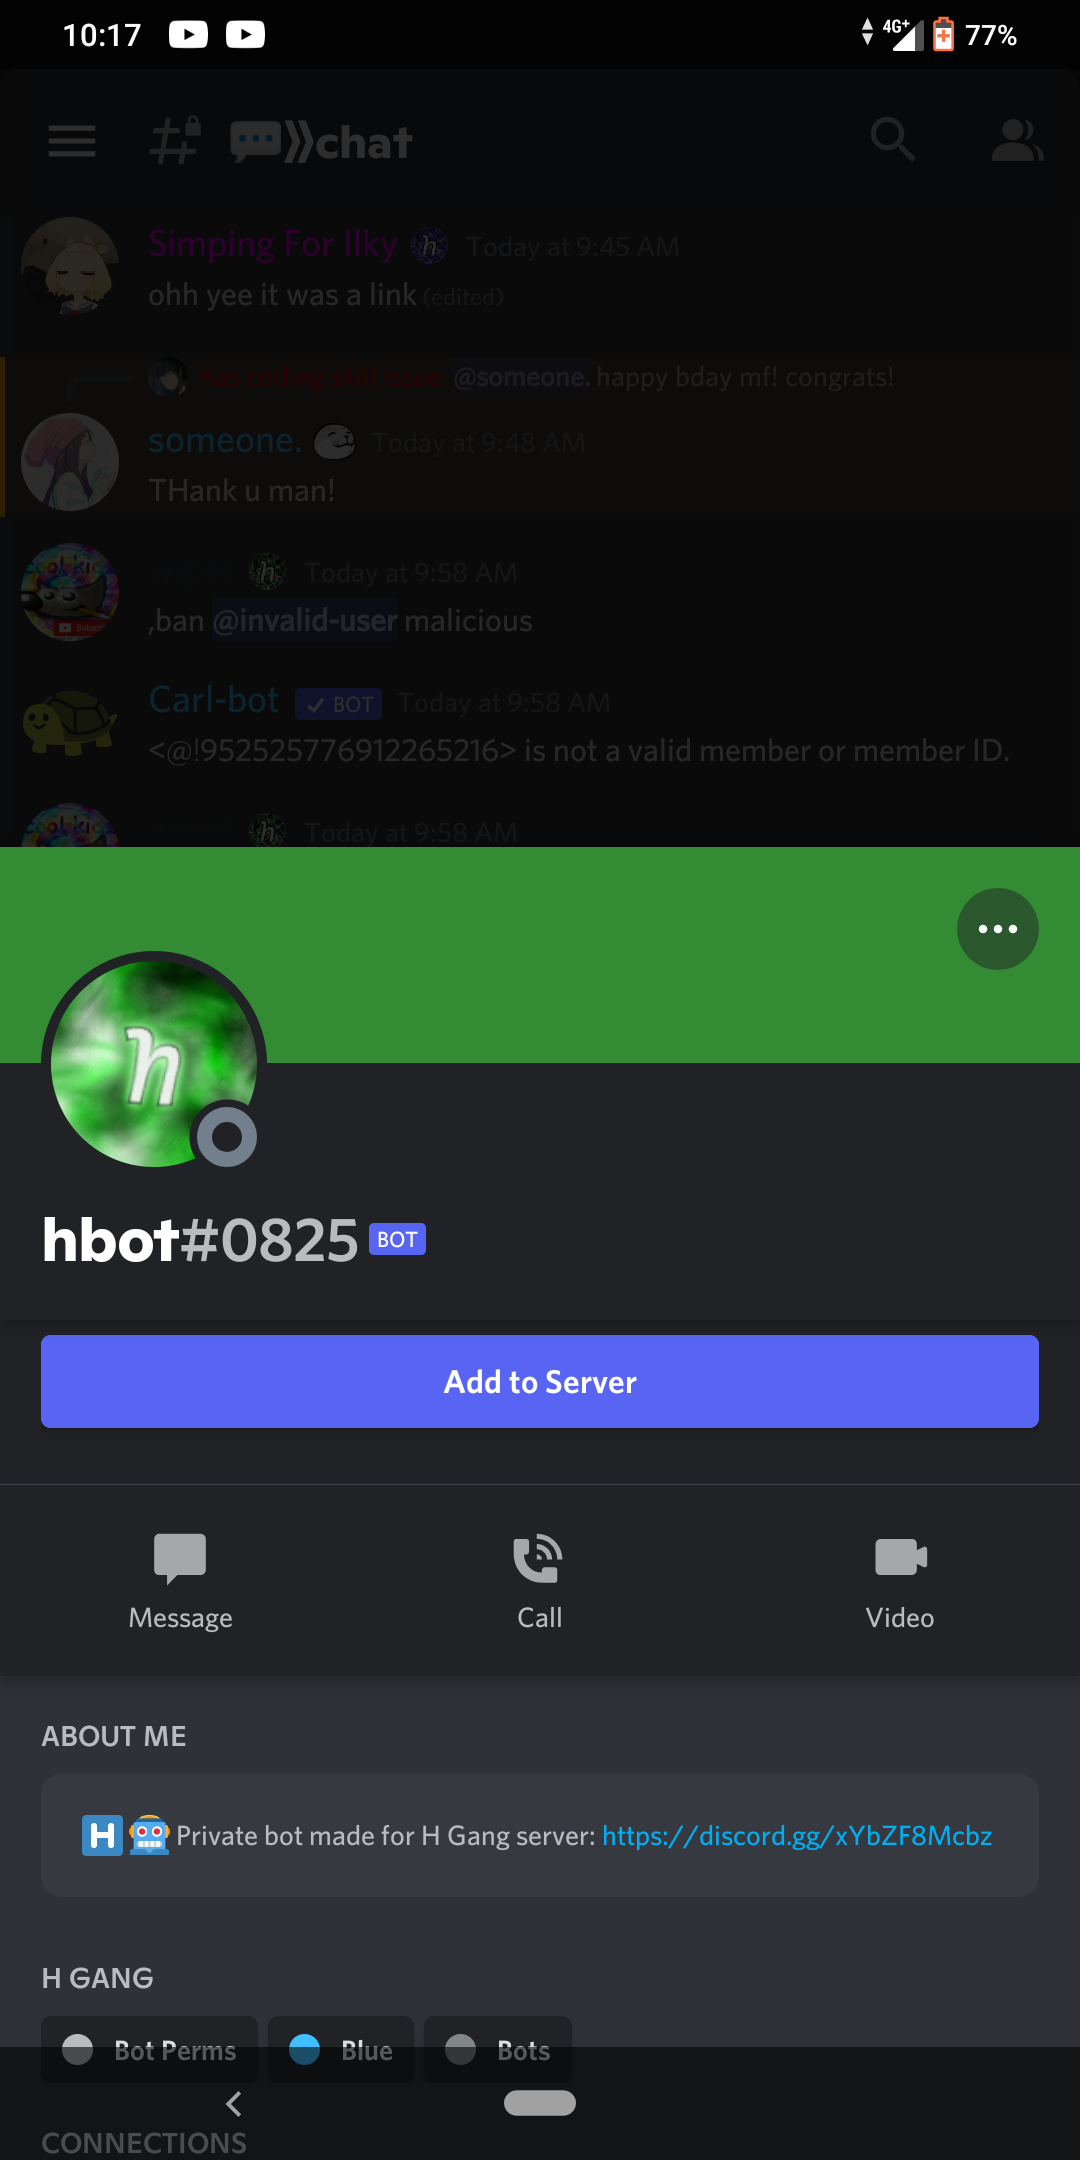 10:17 4G+ 77%
chat
Simping For Ilky h Today at 9:45 AM
ohh yee it was a link (edited)
has coding skill issue @someone. happy bday mf! congrats!
someone. Today at 9:48 AM
THank u man!
h Today at 9:58 AM
,ban @invalid-user malicious
Carl-bot BOT Today at 9:58 AM
<@!952525776912265216> is not a valid member or member ID.
h Today at 9:58 AM
h
hbot#0825 BOT
Add to Server
Message Call Video
ABOUT ME
H Private bot made for H Gang server: https://discord.gg/xYbZF8Mcbz
H GANG
Bot Perms Blue Bots
CONNECTIONS